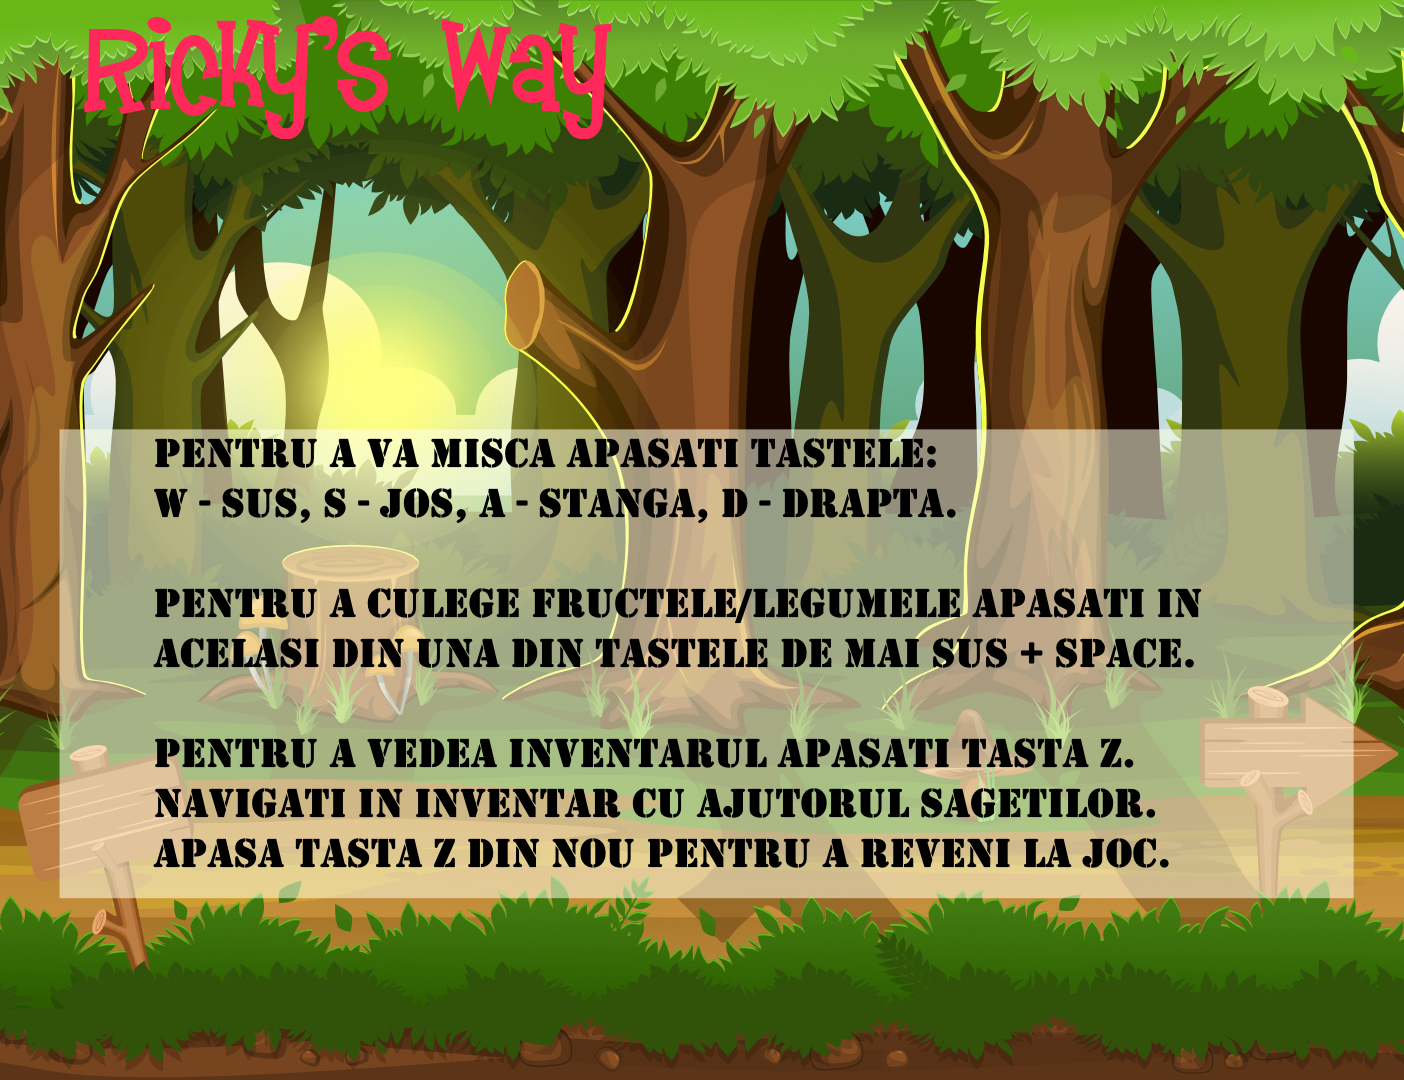 Ricky's Way
PENTRU A VA MISCA APASATI TASTELE:
W - SUS, S - JOS, A - STANGA, D - DRAPTA.
PENTRU A CULEGE FRUCTELE/LEGUMELE APASATI IN
ACELASI DIN UNA DIN TASTELE DE MAI SUS + SPACE.
PENTRU A VEDEA INVENTARUL APASATI TASTA Z.
NAVIGATI IN INVENTAR CU AJUTORUL SAGETILOR.
APASA TASTA Z DIN NOU PENTRU A REVENI LA JOC.